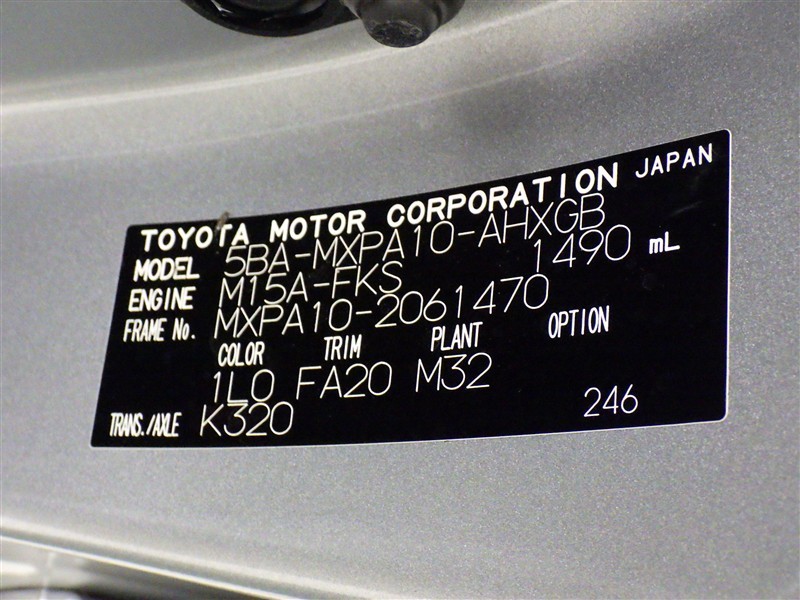 TOYOTA MOTOR CORPORATION JAPAN
MODEL 5BA-MXPA10-AHXGB
ENGINE M15A-FKS 1490 mL
FRAME No. MXPA10-2061470
COLOR TRIM PLANT OPTION
1L0 FA20 M32
TRANS./AXLE K320 246